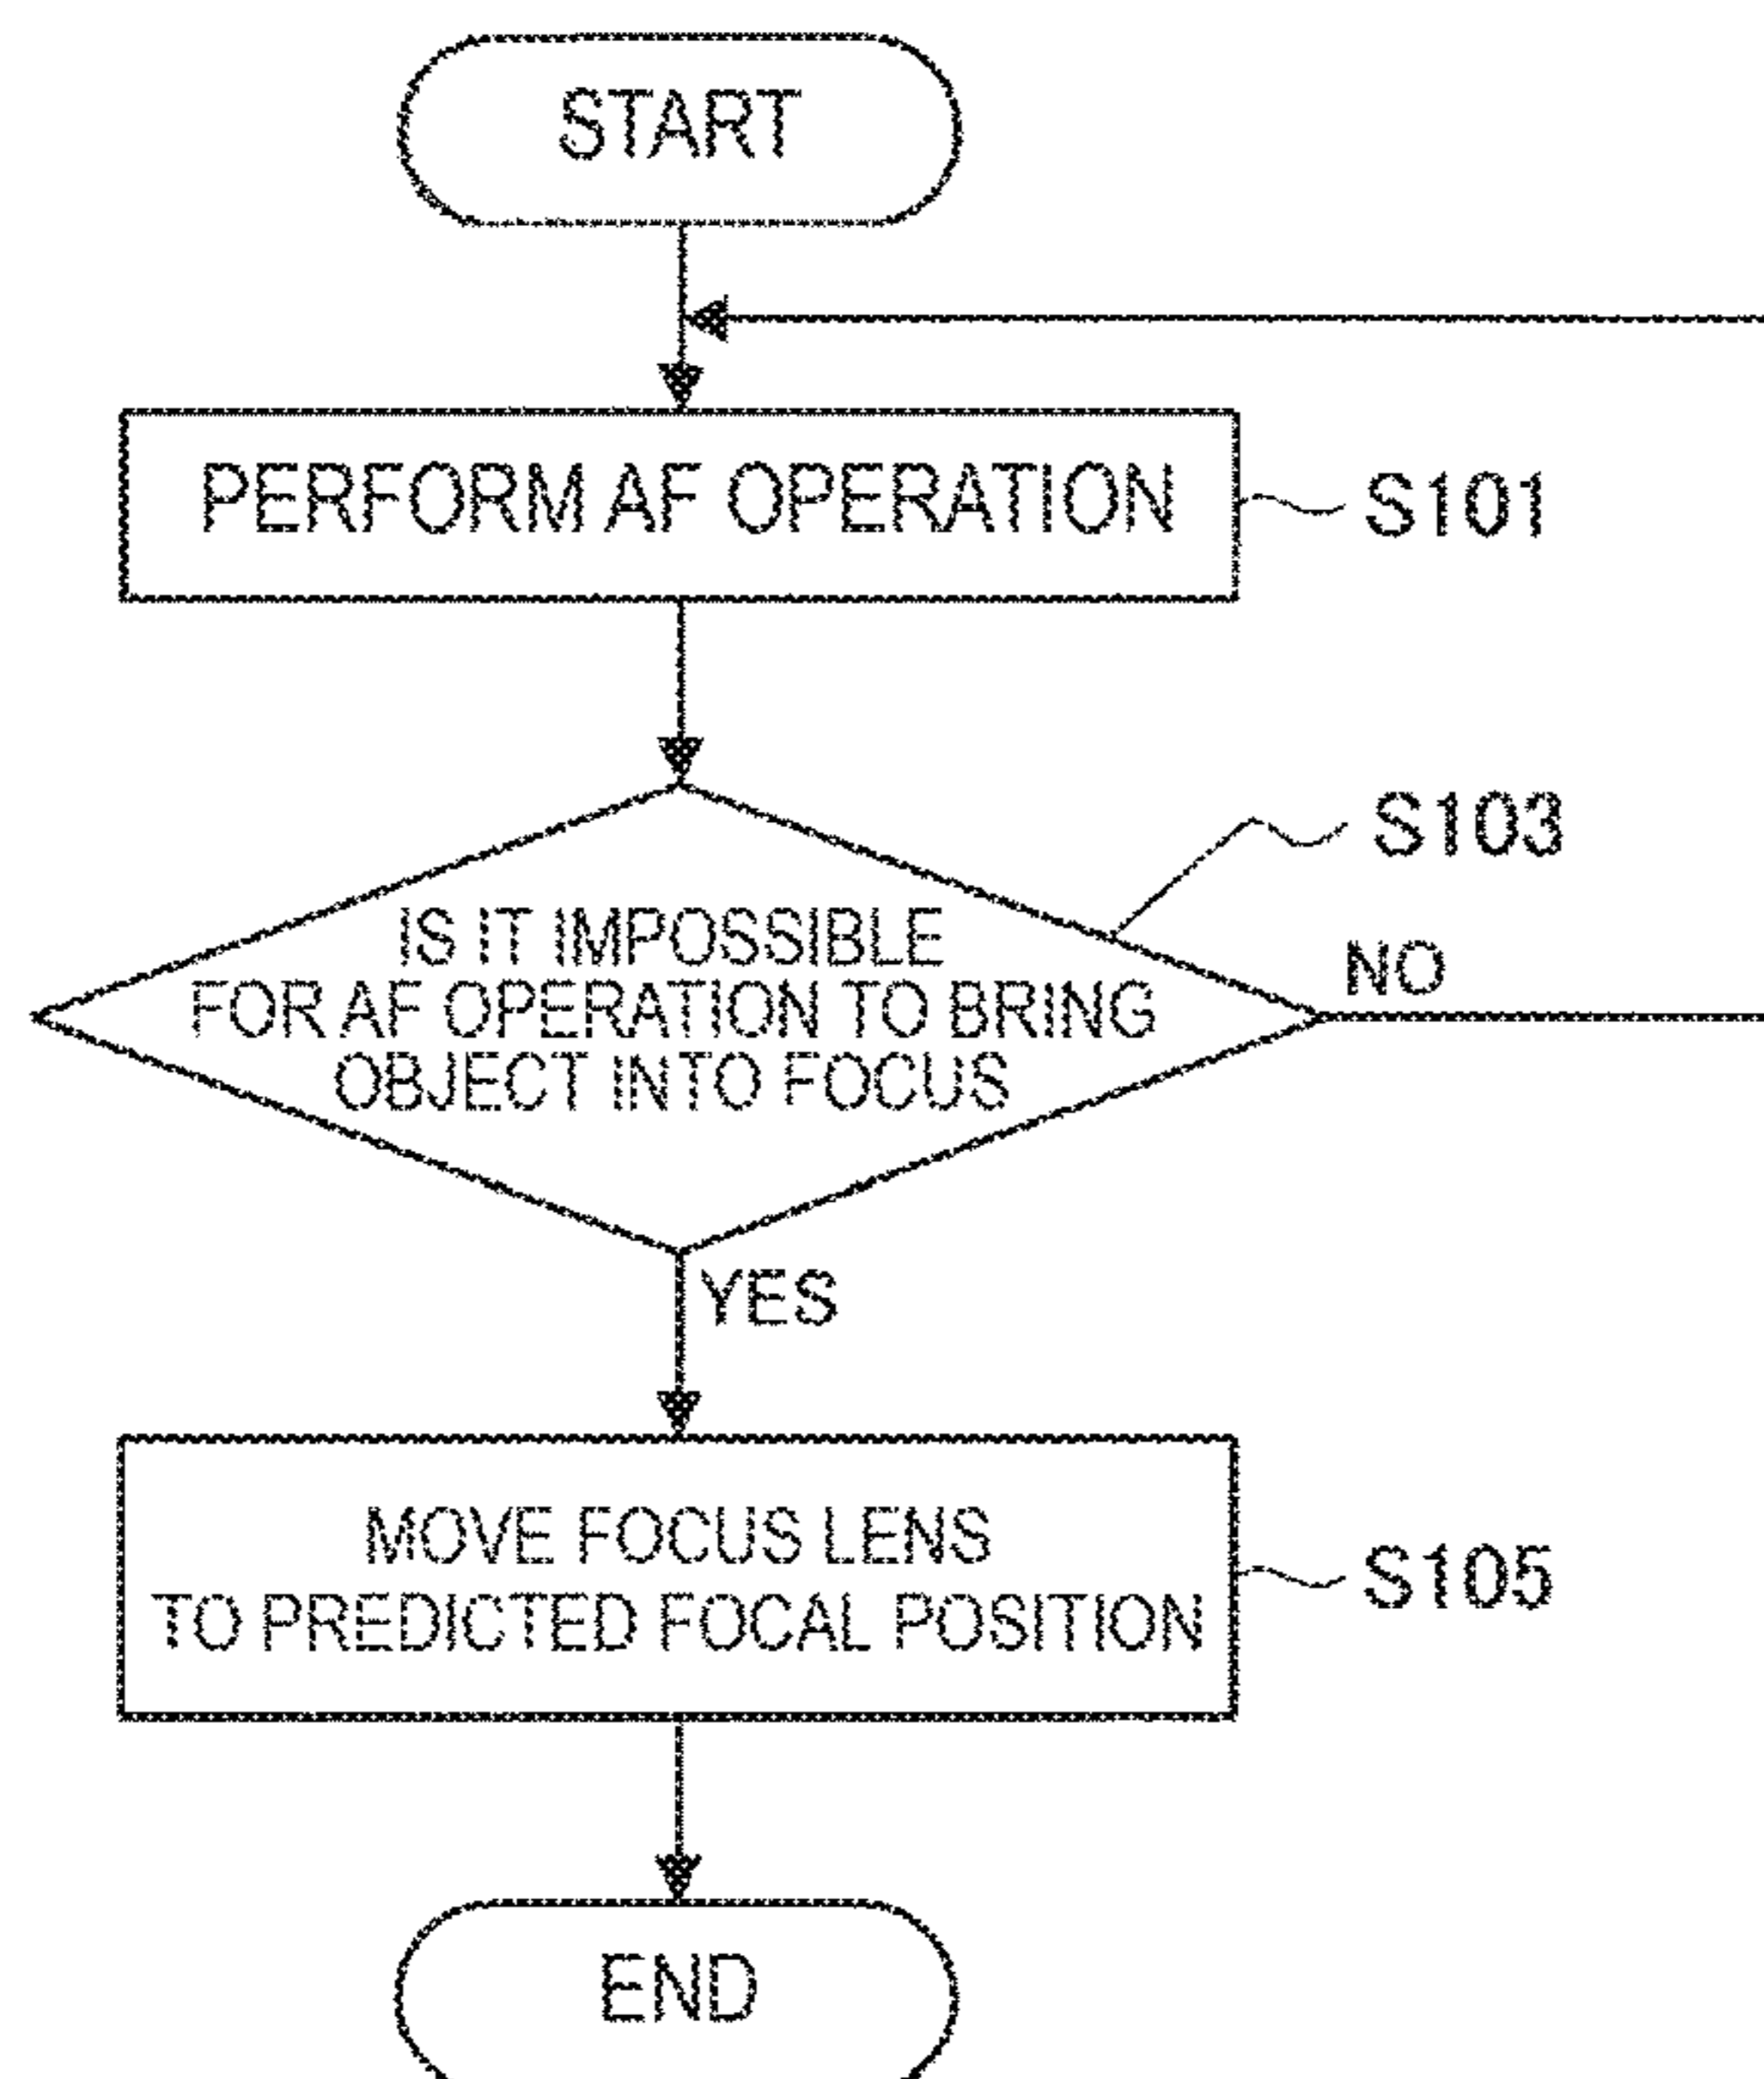 START
PERFORM AF OPERATION
S101
S103
IS IT IMPOSSIBLE
FOR AF OPERATION TO BRING
OBJECT INTO FOCUS
NO
YES
MOVE FOCUS LENS
TO PREDICTED FOCAL POSITION
S105
END